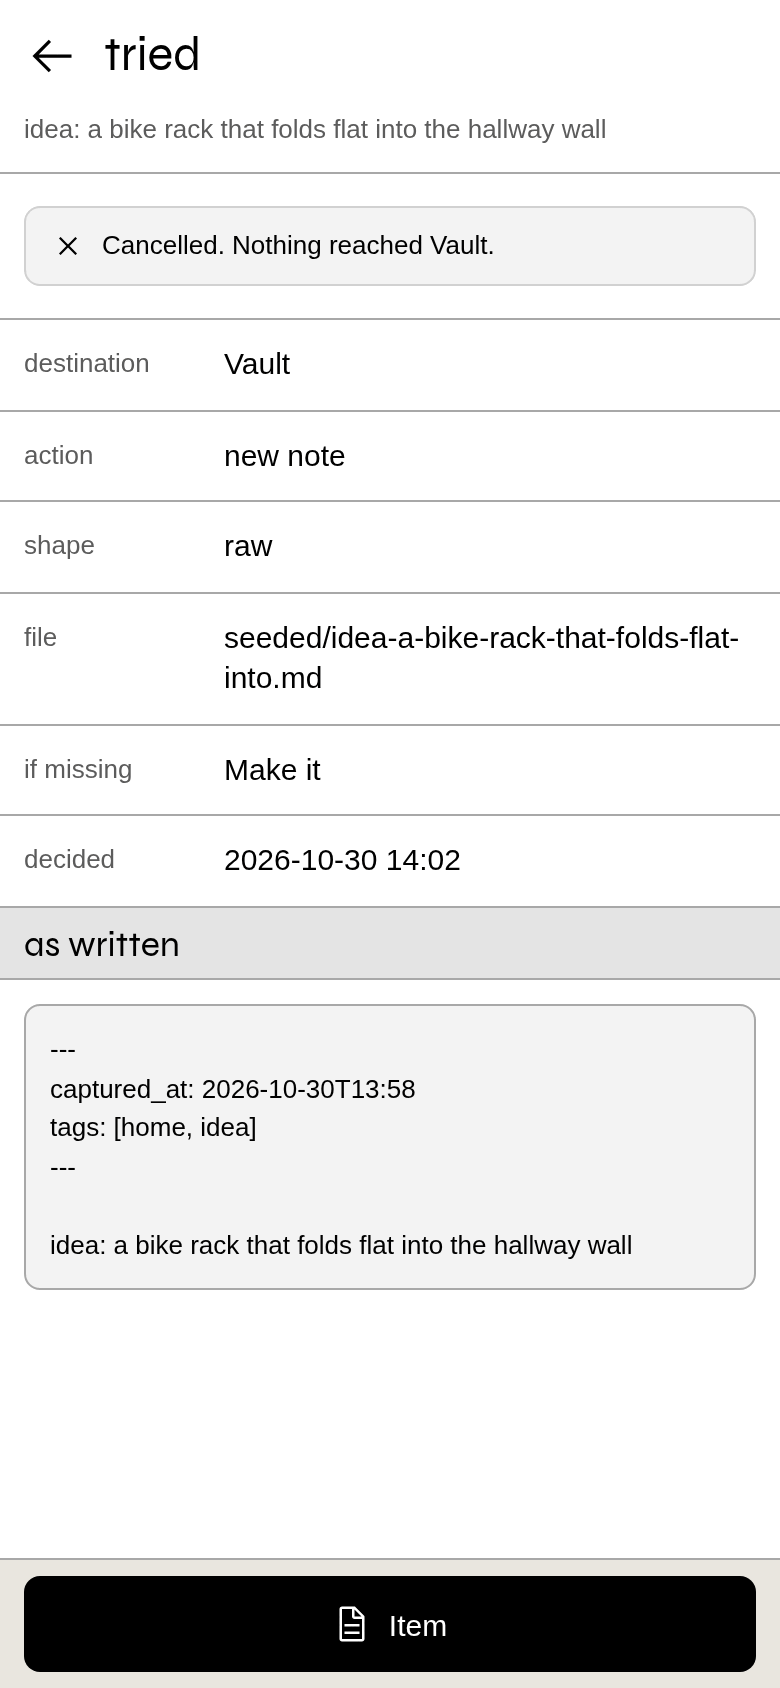 tried
idea: a bike rack that folds flat into the hallway wall
Cancelled. Nothing reached Vault.
destination Vault
action new note
shape raw
file seeded/idea-a-bike-rack-that-folds-flat-
into.md
if missing Make it
decided 2026-10-30 14:02
as written
---
captured_at: 2026-10-30T13:58
tags: [home, idea]
---
idea: a bike rack that folds flat into the hallway wall
Item